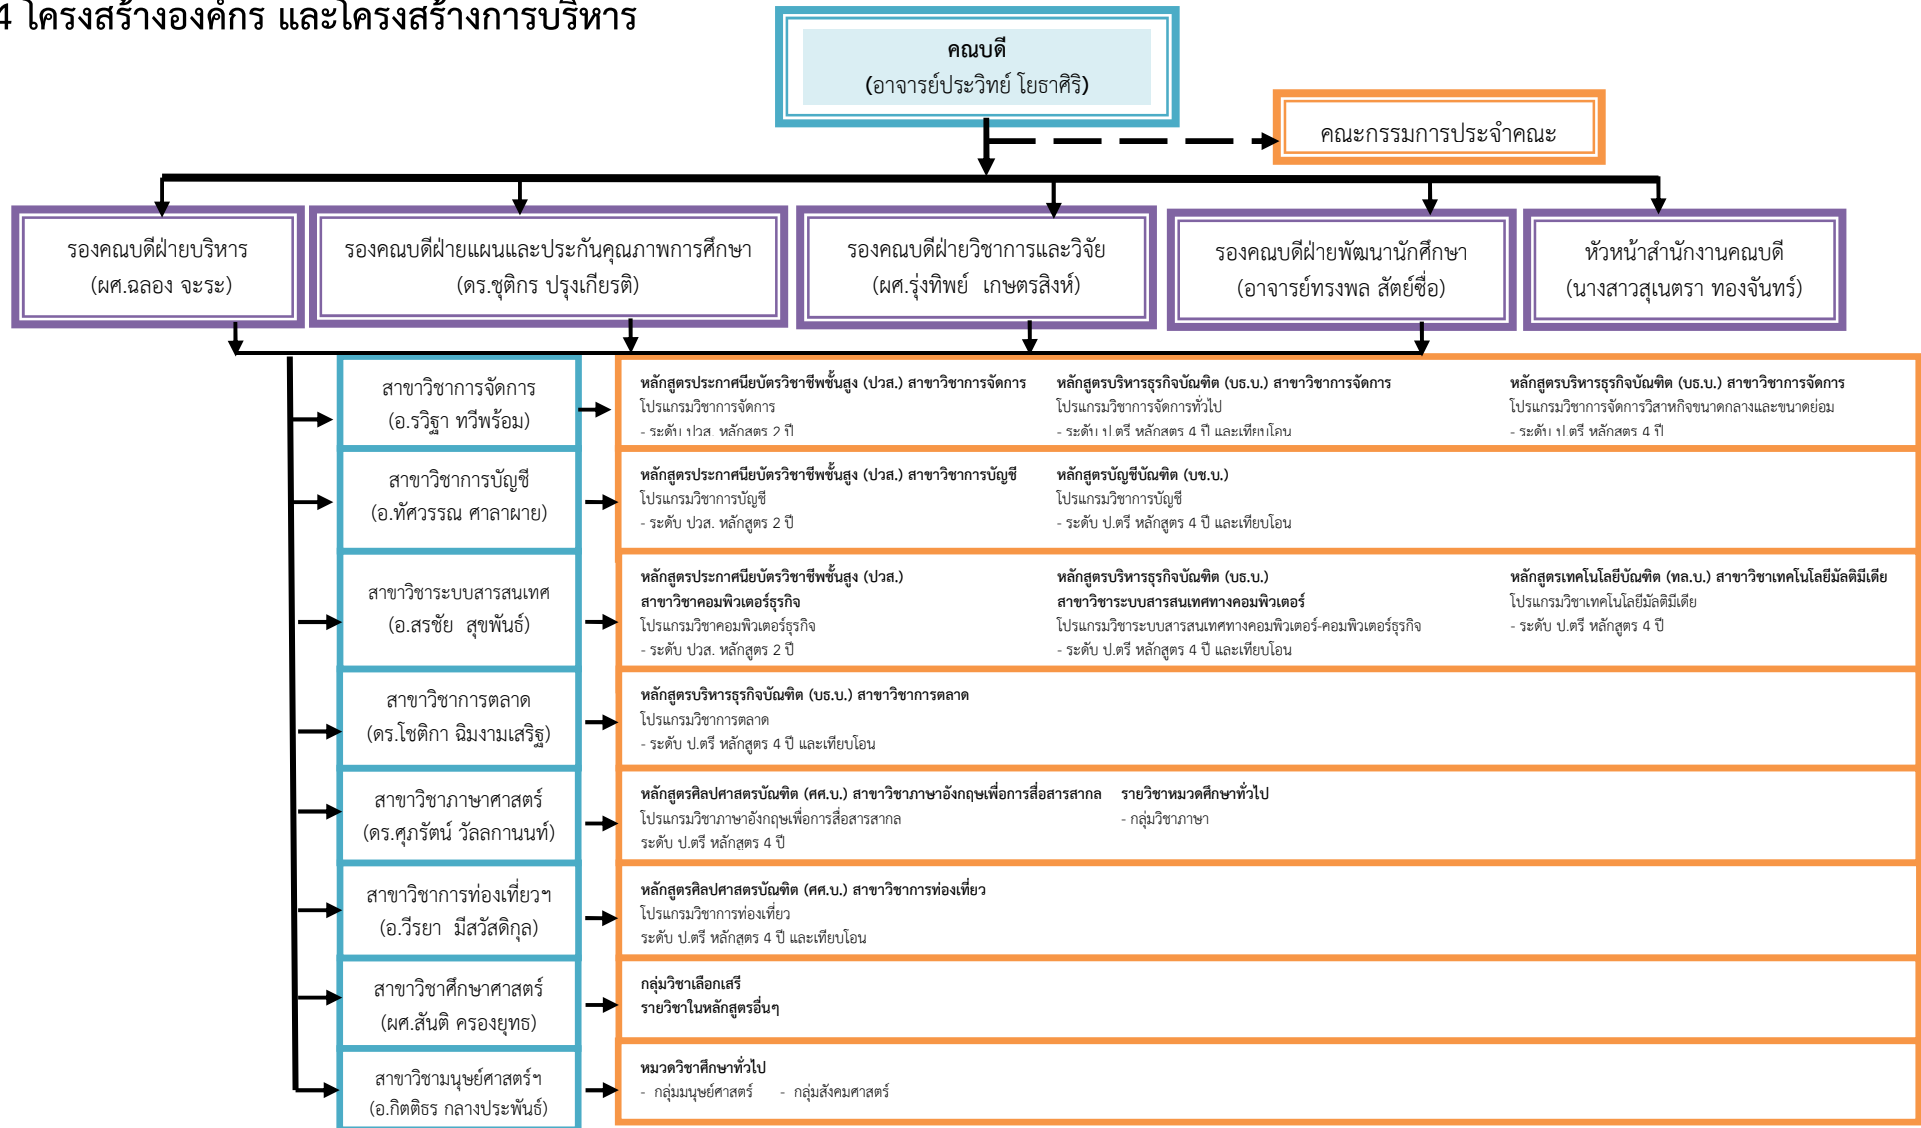 4 โครงสร้างองค์กร และโครงสร้างการบริหาร
คณบดี
(อาจารย์ประวิทย์ โยธาศิริ)
คณะกรรมการประจำคณะ
รองคณบดีฝ่ายบริหาร
(ผศ.ฉลอง จะระ)
รองคณบดีฝ่ายแผนและประกันคุณภาพการศึกษา
(ดร.ชุติกร ปรุงเกียรติ)
รองคณบดีฝ่ายวิชาการและวิจัย
(ผศ.รุ่งทิพย์ เกษตรสิงห์)
รองคณบดีฝ่ายพัฒนานักศึกษา
(อาจารย์ทรงพล สัตย์ซื่อ)
หัวหน้าสำนักงานคณบดี
(นางสาวสุเนตรา ทองจันทร์)
สาขาวิชาการจัดการ
(อ.รวิฐา ทวีพร้อม)
หลักสูตรประกาศนียบัตรวิชาชีพชั้นสูง (ปวส.) สาขาวิชาการจัดการ
โปรแกรมวิชาการจัดการ
- ระดับ ปวส. หลักสูตร 2 ปี
หลักสูตรบริหารธุรกิจบัณฑิต (บธ.บ.) สาขาวิชาการจัดการ
โปรแกรมวิชาการจัดการทั่วไป
- ระดับ ป.ตรี หลักสูตร 4 ปี และเทียบโอน
หลักสูตรบริหารธุรกิจบัณฑิต (บธ.บ.) สาขาวิชาการจัดการ
โปรแกรมวิชาการจัดการวิสาหกิจขนาดกลางและขนาดย่อม
- ระดับ ป.ตรี หลักสูตร 4 ปี
สาขาวิชาการบัญชี
(อ.ทัศวรรณ ศาลาผาย)
หลักสูตรประกาศนียบัตรวิชาชีพชั้นสูง (ปวส.) สาขาวิชาการบัญชี
โปรแกรมวิชาการบัญชี
- ระดับ ปวส. หลักสูตร 2 ปี
หลักสูตรบัญชีบัณฑิต (บช.บ.)
โปรแกรมวิชาการบัญชี
- ระดับ ป.ตรี หลักสูตร 4 ปี และเทียบโอน
สาขาวิชาระบบสารสนเทศ
(อ.สรชัย สุขพันธ์)
หลักสูตรประกาศนียบัตรวิชาชีพชั้นสูง (ปวส.)
สาขาวิชาคอมพิวเตอร์ธุรกิจ
โปรแกรมวิชาคอมพิวเตอร์ธุรกิจ
- ระดับ ปวส. หลักสูตร 2 ปี
หลักสูตรบริหารธุรกิจบัณฑิต (บธ.บ.)
สาขาวิชาระบบสารสนเทศทางคอมพิวเตอร์
โปรแกรมวิชาระบบสารสนเทศทางคอมพิวเตอร์-คอมพิวเตอร์ธุรกิจ
- ระดับ ป.ตรี หลักสูตร 4 ปี และเทียบโอน
หลักสูตรเทคโนโลยีบัณฑิต (ทล.บ.) สาขาวิชาเทคโนโลยีมัลติมีเดีย
โปรแกรมวิชาเทคโนโลยีมัลติมีเดีย
- ระดับ ป.ตรี หลักสูตร 4 ปี
สาขาวิชาการตลาด
(ดร.โชติกา ฉิมงามเสริฐ)
หลักสูตรบริหารธุรกิจบัณฑิต (บธ.บ.) สาขาวิชาการตลาด
โปรแกรมวิชาการตลาด
- ระดับ ป.ตรี หลักสูตร 4 ปี และเทียบโอน
สาขาวิชาภาษาศาสตร์
(ดร.ศุภรัตน์ วัลลกานนท์)
หลักสูตรศิลปศาสตรบัณฑิต (ศศ.บ.) สาขาวิชาภาษาอังกฤษเพื่อการสื่อสารสากล
โปรแกรมวิชาภาษาอังกฤษเพื่อการสื่อสารสากล
ระดับ ป.ตรี หลักสูตร 4 ปี
รายวิชาหมวดศึกษาทั่วไป
- กลุ่มวิชาภาษา
สาขาวิชาการท่องเที่ยวฯ
(อ.วีรยา มีสวัสดิกุล)
หลักสูตรศิลปศาสตรบัณฑิต (ศศ.บ.) สาขาวิชาการท่องเที่ยว
โปรแกรมวิชาการท่องเที่ยว
ระดับ ป.ตรี หลักสูตร 4 ปี และเทียบโอน
สาขาวิชาศึกษาศาสตร์
(ผศ.สันติ ครองยุทธ)
กลุ่มวิชาเลือกเสรี
รายวิชาในหลักสูตรอื่นๆ
สาขาวิชามนุษย์ศาสตร์ฯ
(อ.กิตติธร กลางประพันธ์)
หมวดวิชาศึกษาทั่วไป
- กลุ่มมนุษย์ศาสตร์ - กลุ่มสังคมศาสตร์